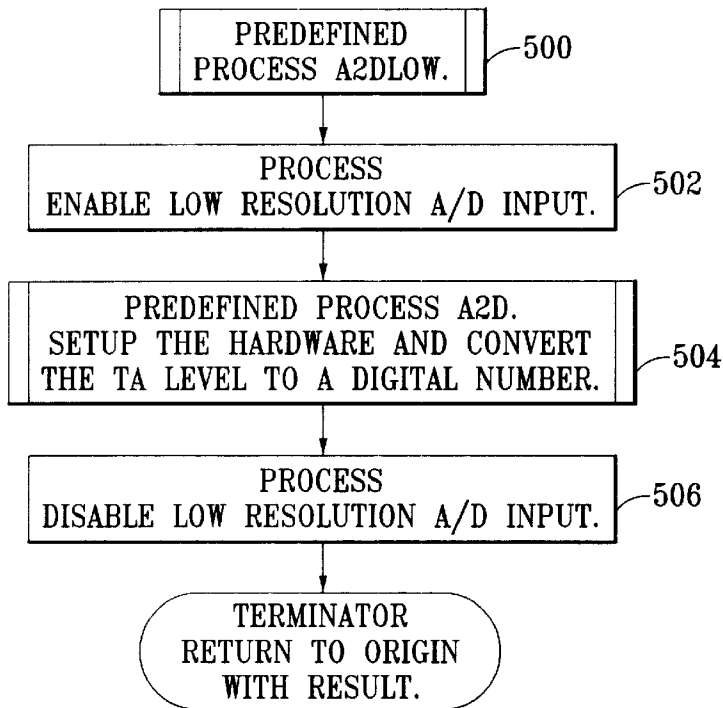 PREDEFINED
PROCESS A2DLOW.
500
PROCESS
ENABLE LOW RESOLUTION A/D INPUT.
502
PREDEFINED PROCESS A2D.
SETUP THE HARDWARE AND CONVERT
THE TA LEVEL TO A DIGITAL NUMBER.
504
PROCESS
DISABLE LOW RESOLUTION A/D INPUT.
506
TERMINATOR
RETURN TO ORIGIN
WITH RESULT.